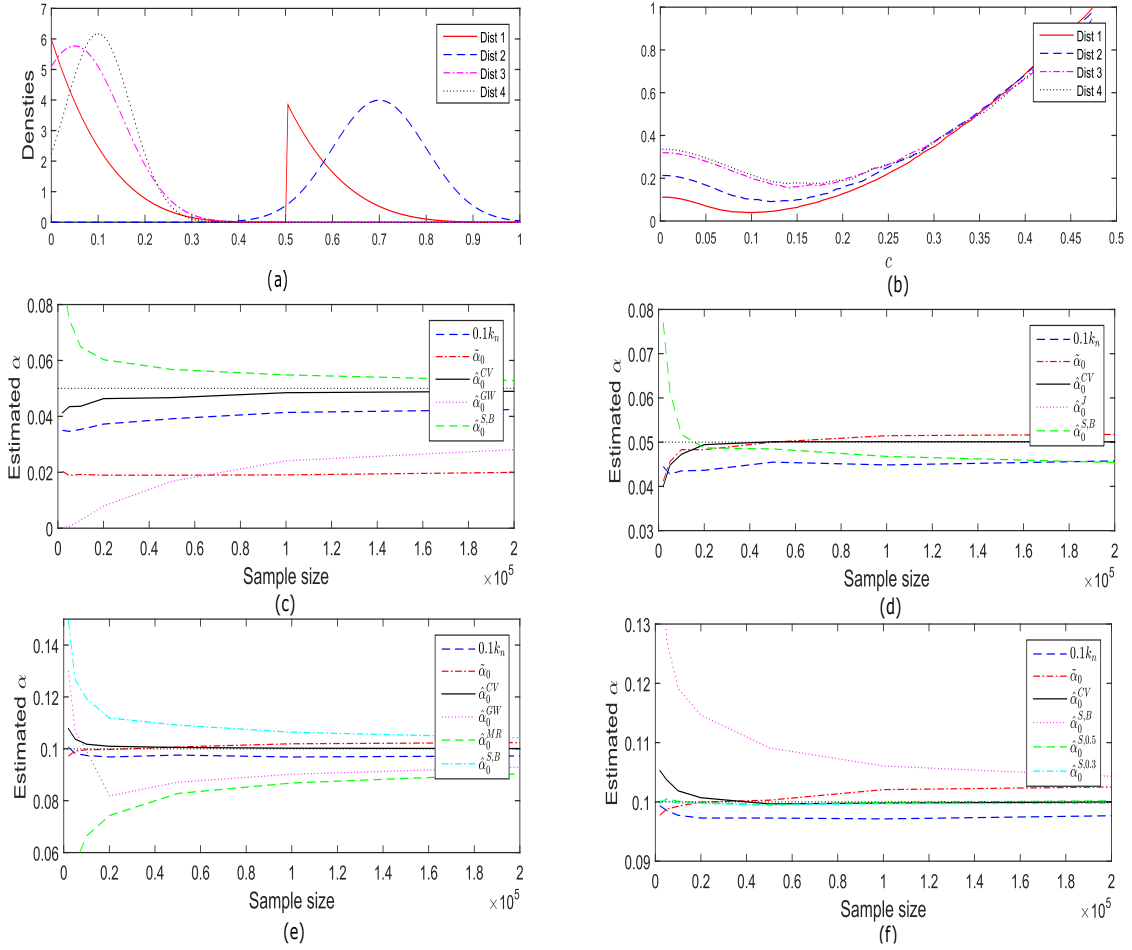 7
6
5
4
3
2
1
0
Densties
0
0.1
0.2
0.3
0.4
0.5
0.6
0.7
0.8
0.9
1
Dist 1
Dist 2
Dist 3
Dist 4
(a)
1
0.8
0.6
0.4
0.2
0
0
0.05
0.1
0.15
0.2
0.25
0.3
0.35
0.4
0.45
0.5
Dist 1
Dist 2
Dist 3
Dist 4
c
(b)
0.08
0.06
0.04
0.02
0
Estimated α
0
0.2
0.4
0.6
0.8
1
1.2
1.4
1.6
1.8
2
Sample size
×10^5
0.1k_n
α̃_0
α̂_0^{CV}
α̂_0^{GW}
α̂_0^{S,B}
(c)
0.08
0.07
0.06
0.05
0.04
0.03
Estimated α
0
0.2
0.4
0.6
0.8
1
1.2
1.4
1.6
1.8
2
Sample size
×10^5
0.1k_n
α̃_0
α̂_0^{CV}
α̂_0^{J}
α̂_0^{S,B}
(d)
0.14
0.12
0.1
0.08
0.06
Estimated α
0
0.2
0.4
0.6
0.8
1
1.2
1.4
1.6
1.8
2
Sample size
×10^5
0.1k_n
α̃_0
α̂_0^{CV}
α̂_0^{GW}
α̂_0^{MR}
α̂_0^{S,B}
(e)
0.13
0.12
0.11
0.1
0.09
Estimated α
0
0.2
0.4
0.6
0.8
1
1.2
1.4
1.6
1.8
2
Sample size
×10^5
0.1k_n
α̃_0
α̂_0^{CV}
α̂_0^{S,B}
α̂_0^{S,0.5}
α̂_0^{S,0.3}
(f)